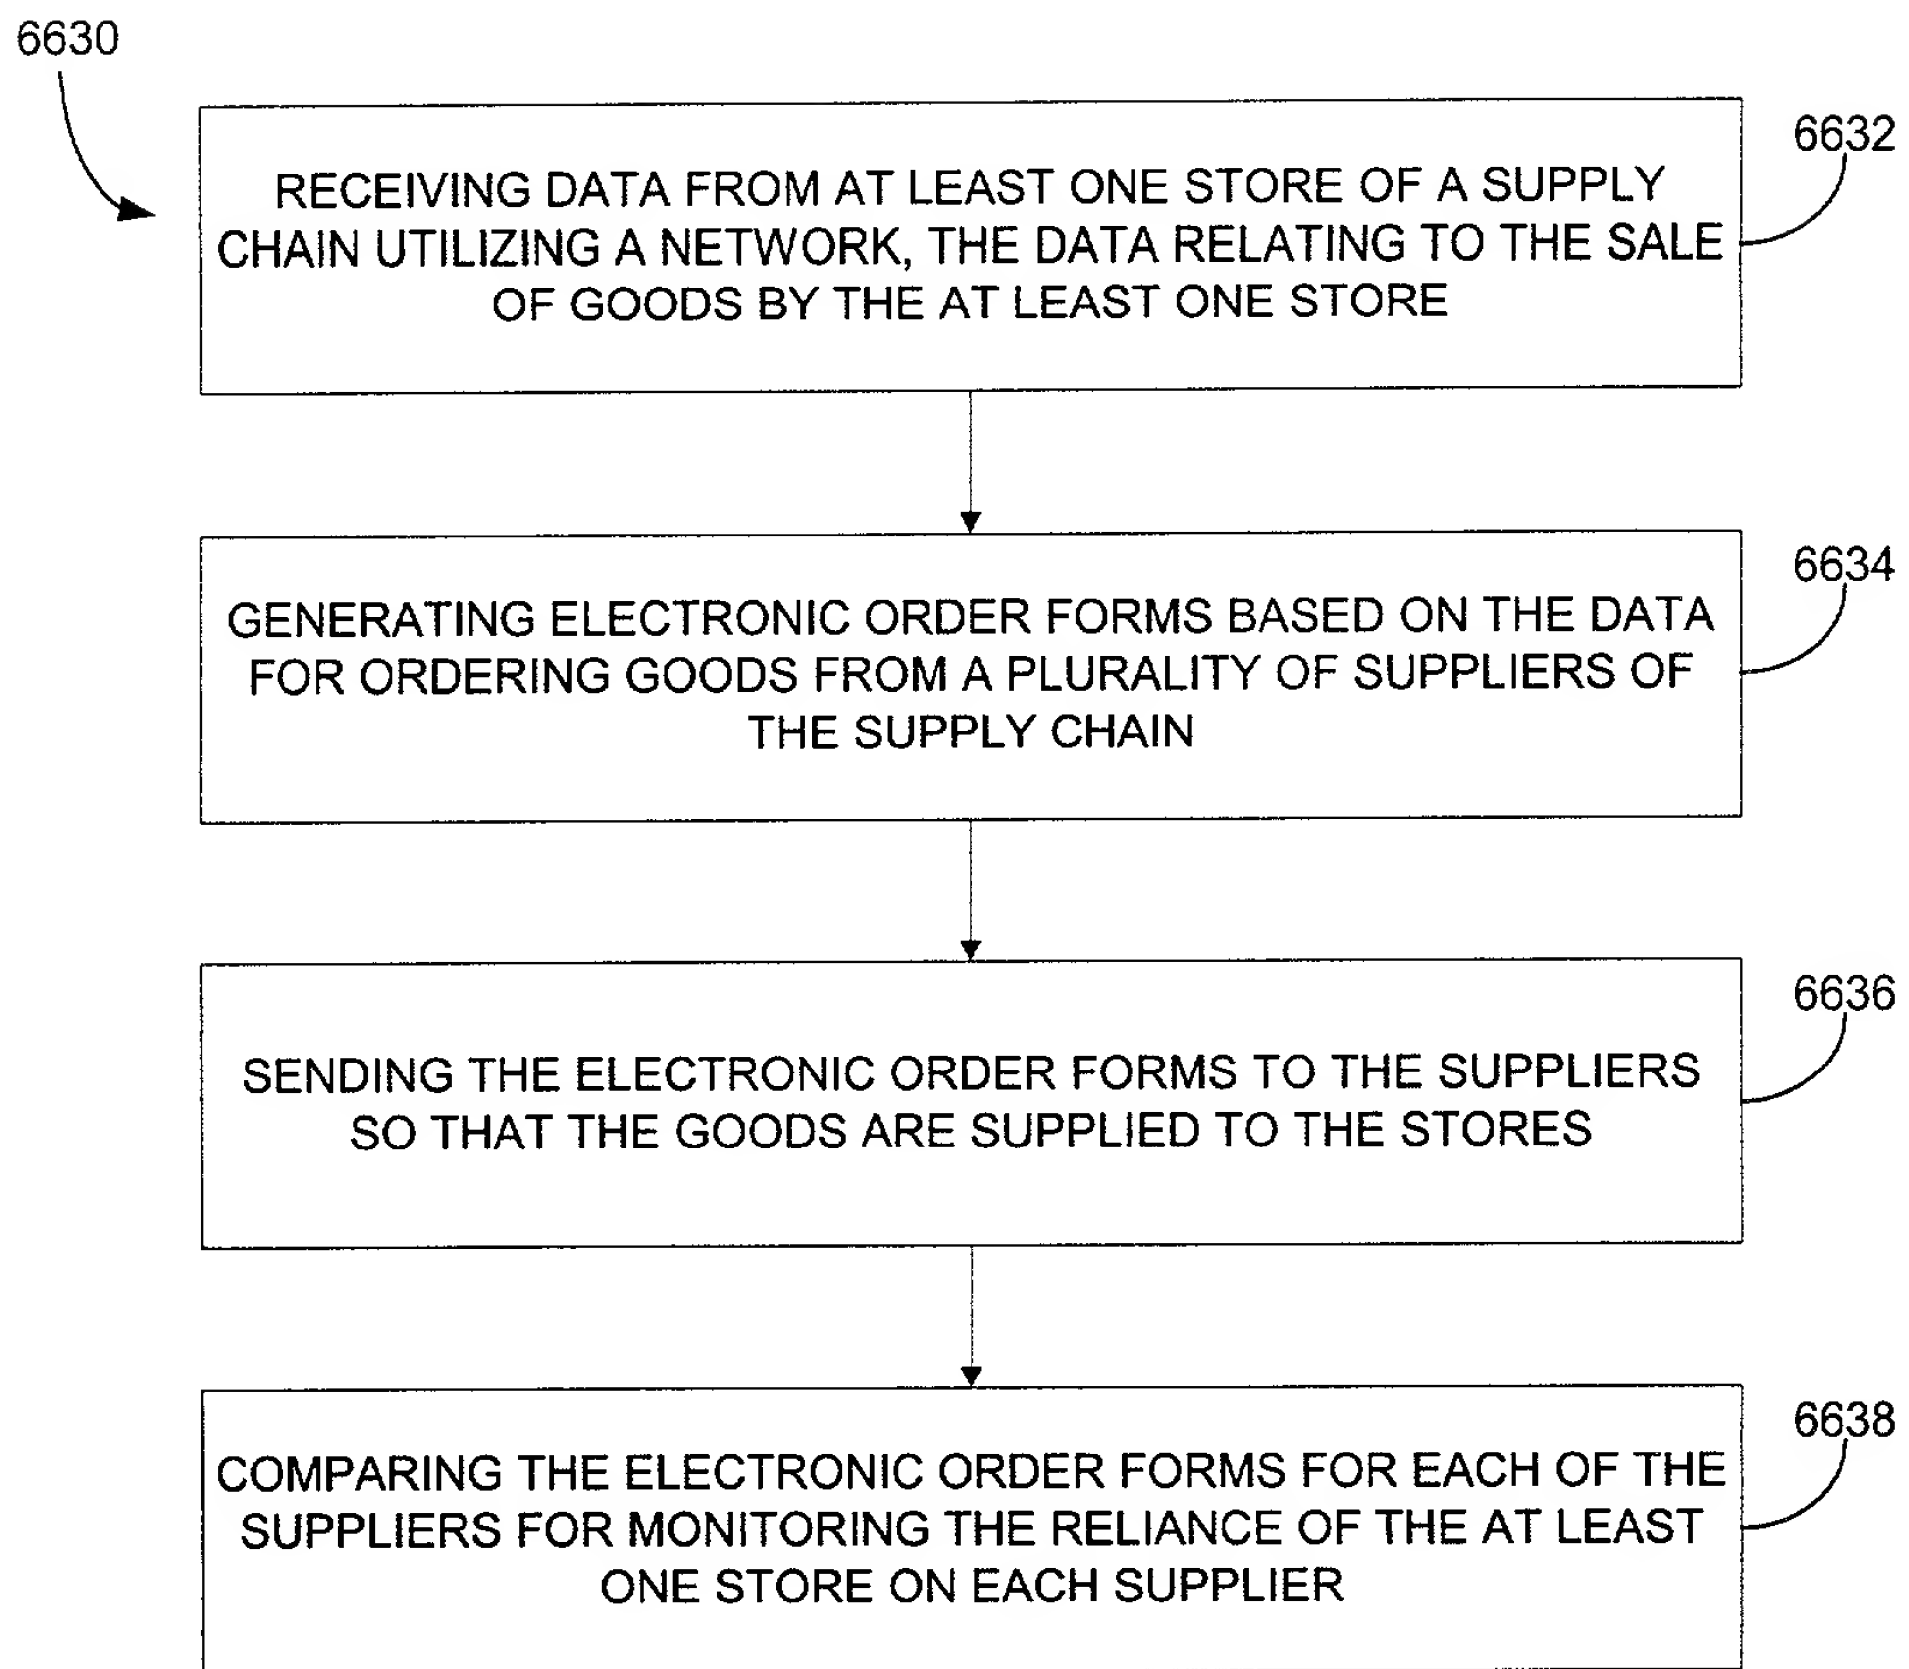 6630
6632
RECEIVING DATA FROM AT LEAST ONE STORE OF A SUPPLY
CHAIN UTILIZING A NETWORK, THE DATA RELATING TO THE SALE
OF GOODS BY THE AT LEAST ONE STORE
6634
GENERATING ELECTRONIC ORDER FORMS BASED ON THE DATA
FOR ORDERING GOODS FROM A PLURALITY OF SUPPLIERS OF
THE SUPPLY CHAIN
6636
SENDING THE ELECTRONIC ORDER FORMS TO THE SUPPLIERS
SO THAT THE GOODS ARE SUPPLIED TO THE STORES
6638
COMPARING THE ELECTRONIC ORDER FORMS FOR EACH OF THE
SUPPLIERS FOR MONITORING THE RELIANCE OF THE AT LEAST
ONE STORE ON EACH SUPPLIER